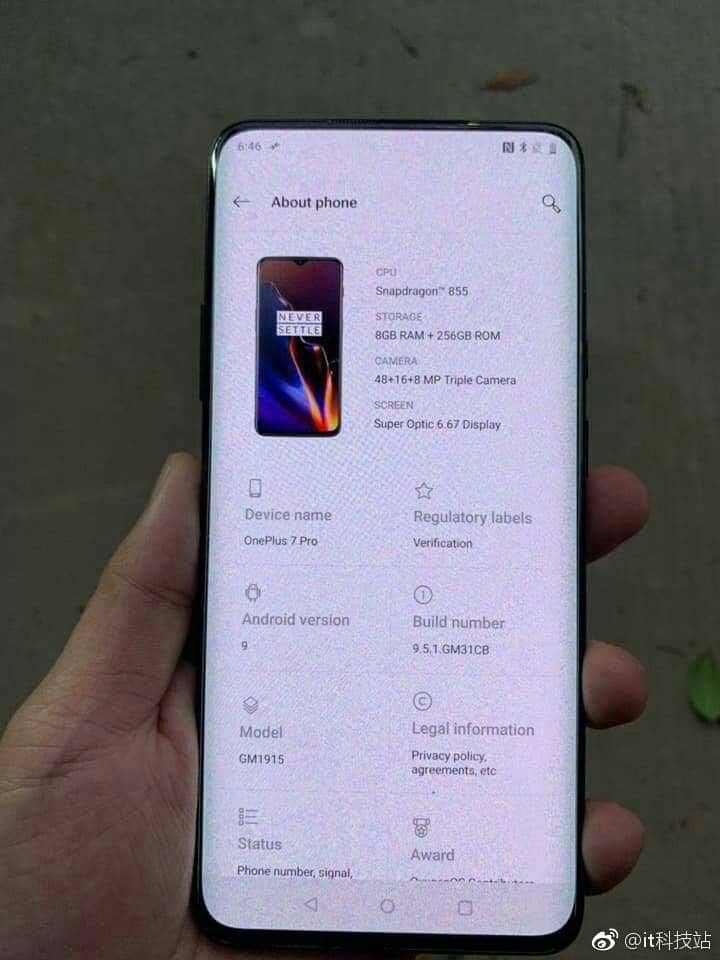 6:46
About phone
NEVER
SETTLE
CPU
Snapdragon™ 855
STORAGE
8GB RAM + 256GB ROM
CAMERA
48+16+8 MP Triple Camera
SCREEN
Super Optic 6.67 Display
Device name
OnePlus 7 Pro
Regulatory labels
Verification
Android version
9
Build number
9.5.1.GM31CB
Model
GM1915
Legal information
Privacy policy,
agreements, etc
Status
Phone number, signal,
Award
OxygenOS Contributors
@it科技站